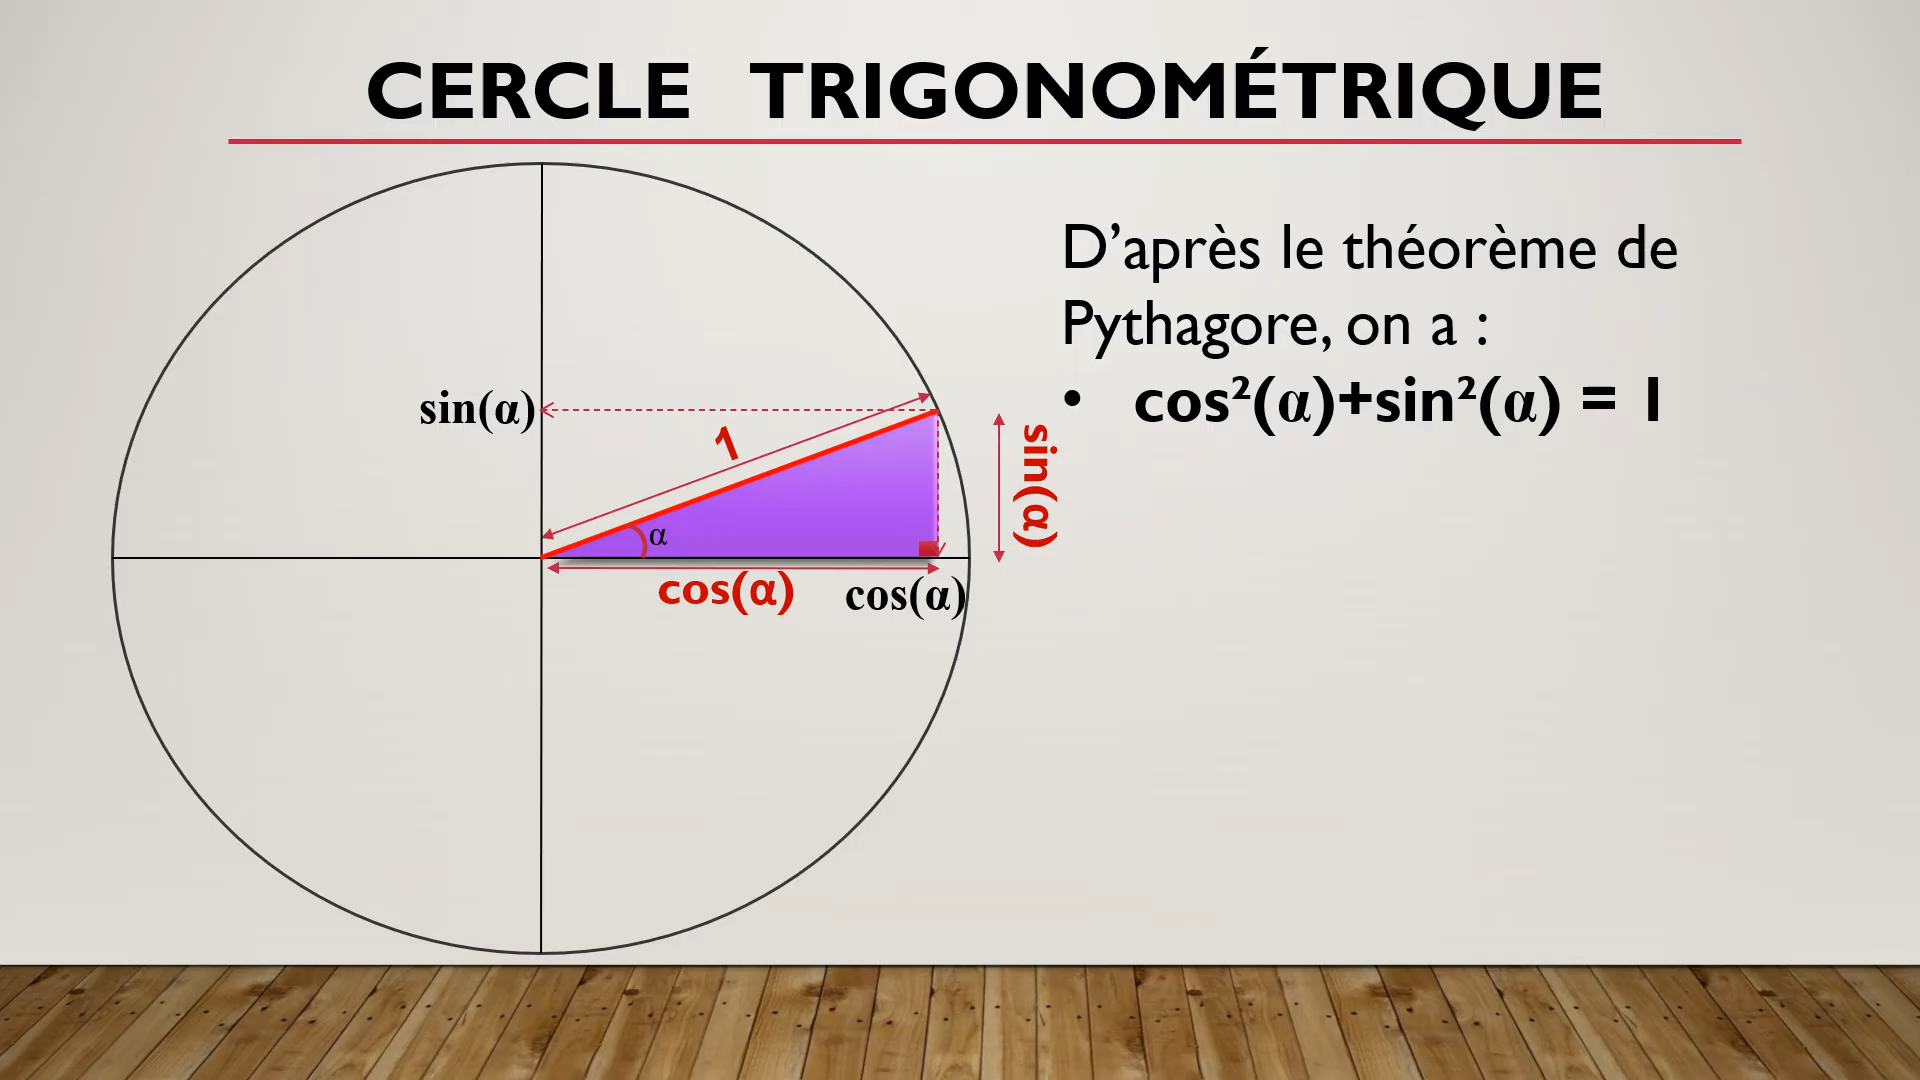 CERCLE TRIGONOMÉTRIQUE
D’après le théorème de
Pythagore, on a :
• cos²(α)+sin²(α) = 1
sin(α)
1
sin(α)
α
cos(α)
cos(α)